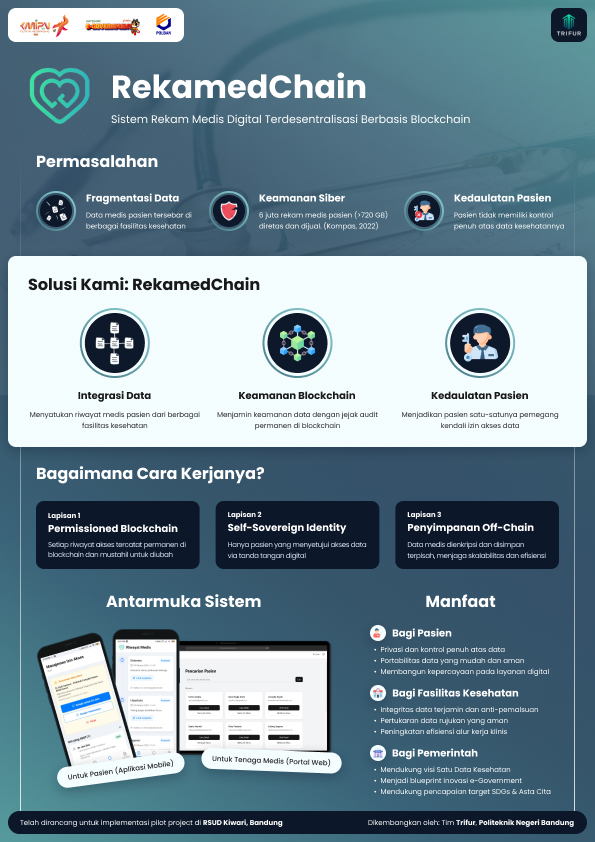 KMIPN
E-GOVERNMENT
POLBAN
TRIFUR
RekamedChain
Sistem Rekam Medis Digital Terdesentralisasi Berbasis Blockchain
Permasalahan
Fragmentasi Data
Data medis pasien tersebar di
berbagai fasilitas kesehatan
Keamanan Siber
6 juta rekam medis pasien (>720 GB)
diretas dan dijual. (Kompas, 2022)
Kedaulatan Pasien
Pasien tidak memiliki kontrol
penuh atas data kesehatannya
Solusi Kami: RekamedChain
Integrasi Data
Menyatukan riwayat medis pasien dari berbagai
fasilitas kesehatan
Keamanan Blockchain
Menjamin keamanan data dengan jejak audit
permanen di blockchain
Kedaulatan Pasien
Menjadikan pasien satu-satunya pemegang
kendali izin akses data
Bagaimana Cara Kerjanya?
Lapisan 1
Permissioned Blockchain
Setiap riwayat akses tercatat permanen di
blockchain dan mustahil untuk diubah
Lapisan 2
Self-Sovereign Identity
Hanya pasien yang menyetujui akses data
via tanda tangan digital
Lapisan 3
Penyimpanan Off-Chain
Data medis dienkripsi dan disimpan
terpisah, menjaga skalabilitas dan efisiensi
Antarmuka Sistem
Manajemen Izin Medis
Riwayat Medis
Pencarian Pasien
Untuk Pasien (Aplikasi Mobile)
Untuk Tenaga Medis (Portal Web)
Manfaat
Bagi Pasien
• Privasi dan kontrol penuh atas data
• Portabilitas data yang mudah dan aman
• Membangun kepercayaan pada layanan digital
Bagi Fasilitas Kesehatan
• Integritas data terjamin dan anti-pemalsuan
• Pertukaran data rujukan yang aman
• Peningkatan efisiensi alur kerja klinis
Bagi Pemerintah
• Mendukung visi Satu Data Kesehatan
• Menjadi blueprint inovasi e-Government
• Mendukung pencapaian target SDGs & Asta Cita
Telah dirancang untuk implementasi pilot project di RSUD Kiwari, Bandung
Dikembangkan oleh: Tim Trifur, Politeknik Negeri Bandung